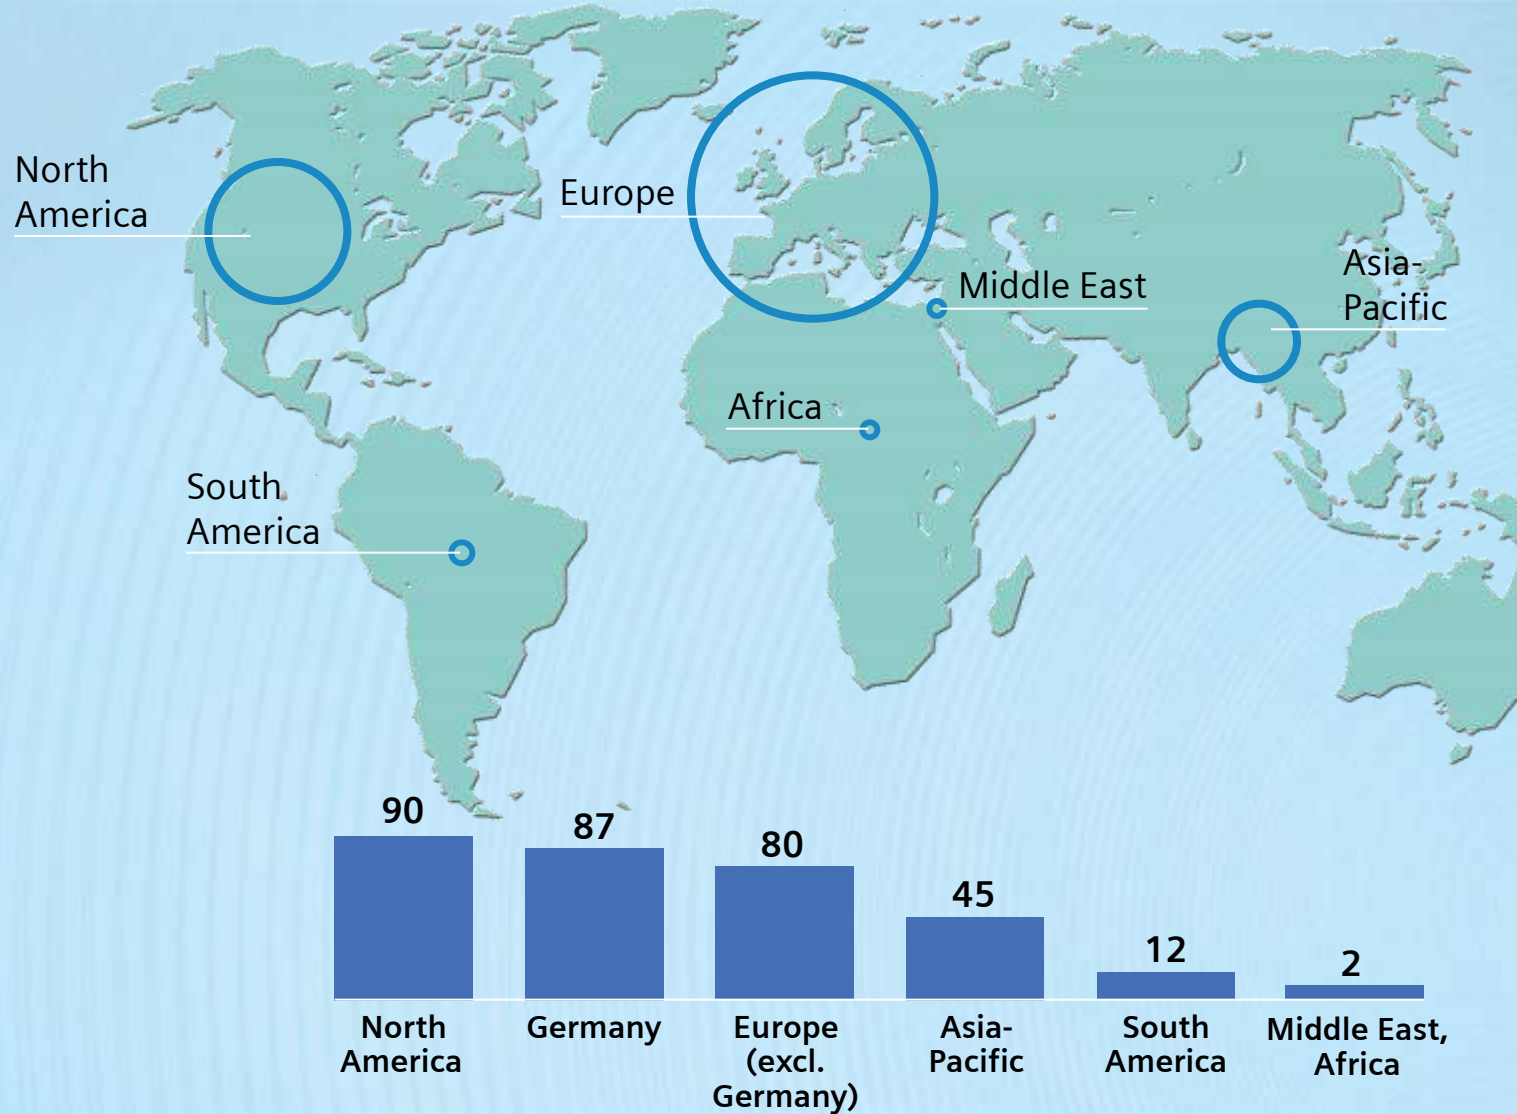 North
America
Europe
Middle East
Asia-
Pacific
Africa
South
America
90
87
80
45
12
2
North
America
Germany
Europe
(excl.
Germany)
Asia-
Pacific
South
America
Middle East,
Africa